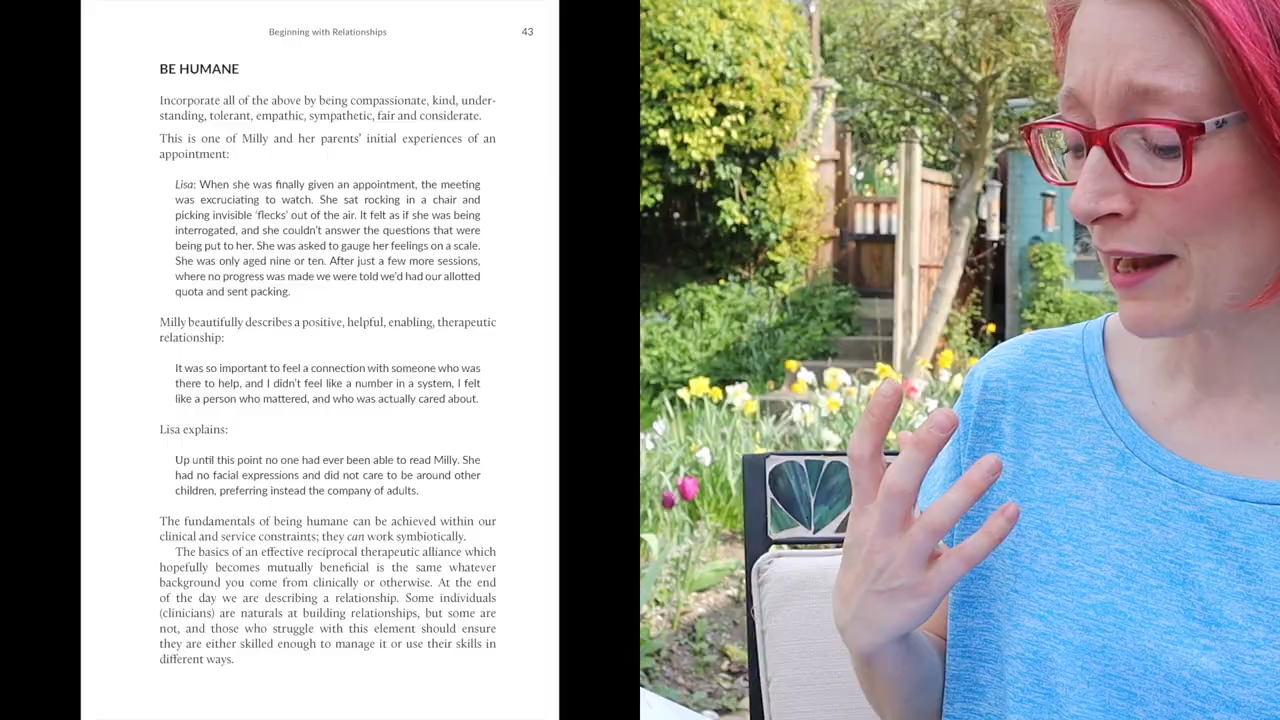 Beginning with Relationships
43
BE HUMANE
Incorporate all of the above by being compassionate, kind, under-
standing, tolerant, empathic, sympathetic, fair and considerate.
This is one of Milly and her parents’ initial experiences of an
appointment:
Lisa: When she was finally given an appointment, the meeting
was excruciating to watch. She sat rocking in a chair and
picking invisible ‘flecks’ out of the air. It felt as if she was being
interrogated, and she couldn’t answer the questions that were
being put to her. She was asked to gauge her feelings on a scale.
She was only aged nine or ten. After just a few more sessions,
where no progress was made we were told we’d had our allotted
quota and sent packing.
Milly beautifully describes a positive, helpful, enabling, therapeutic
relationship:
It was so important to feel a connection with someone who was
there to help, and I didn’t feel like a number in a system, I felt
like a person who mattered, and who was actually cared about.
Lisa explains:
Up until this point no one had ever been able to read Milly. She
had no facial expressions and did not care to be around other
children, preferring instead the company of adults.
The fundamentals of being humane can be achieved within our
clinical and service constraints; they can work symbiotically.
The basics of an effective reciprocal therapeutic alliance which
hopefully becomes mutually beneficial is the same whatever
background you come from clinically or otherwise. At the end
of the day we are describing a relationship. Some individuals
(clinicians) are naturals at building relationships, but some are
not, and those who struggle with this element should ensure
they are either skilled enough to manage it or use their skills in
different ways.